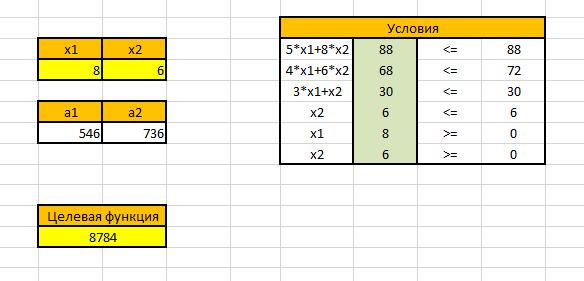 Условия
x1 x2 5*x1+8*x2 88 <= 88
8 6 4*x1+6*x2 68 <= 72
3*x1+x2 30 <= 30
a1 a2 x2 6 <= 6
546 736 x1 8 >= 0
x2 6 >= 0
Целевая функция
8784